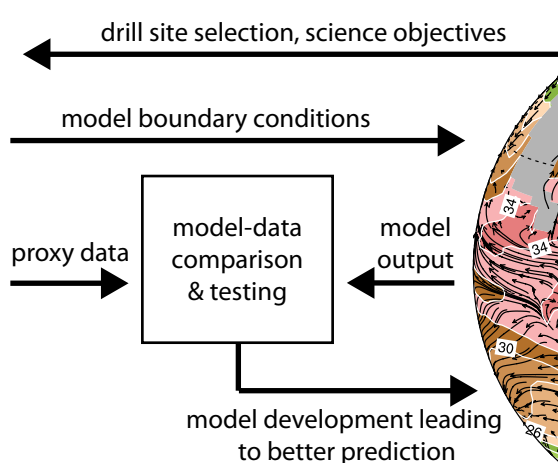 drill site selection, science objectives
model boundary conditions
34
model-data
comparison
& testing
proxy data
model
output
34
30
model development leading
to better prediction
26